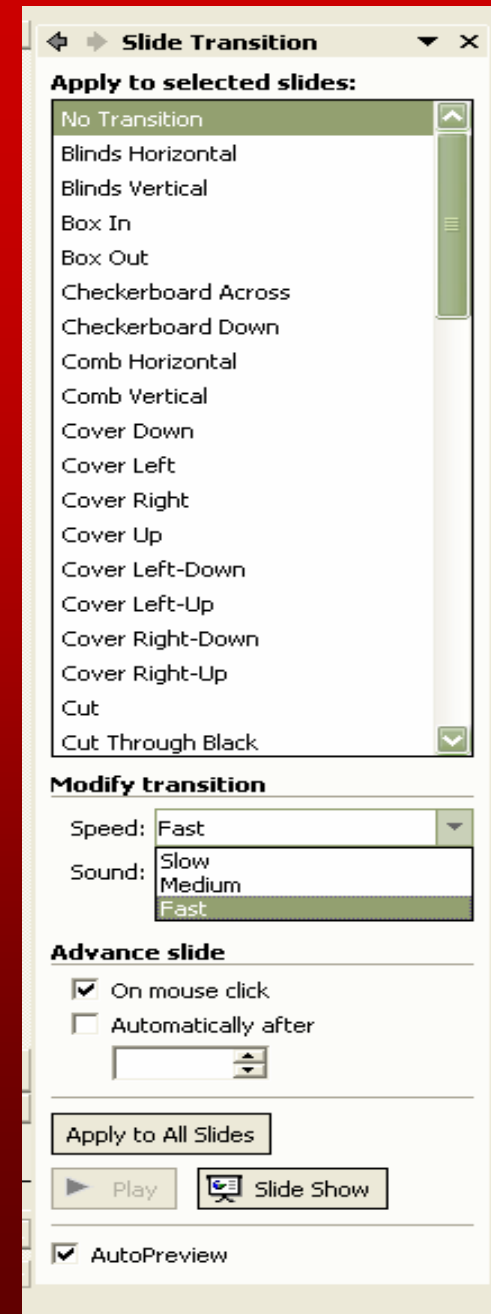 Slide Transition
Apply to selected slides:
No Transition
Blinds Horizontal
Blinds Vertical
Box In
Box Out
Checkerboard Across
Checkerboard Down
Comb Horizontal
Comb Vertical
Cover Down
Cover Left
Cover Right
Cover Up
Cover Left-Down
Cover Left-Up
Cover Right-Down
Cover Right-Up
Cut
Cut Through Black
Modify transition
Speed: Fast
Sound: Slow
Medium
Fast
Advance slide
On mouse click
Automatically after
Apply to All Slides
Play Slide Show
AutoPreview